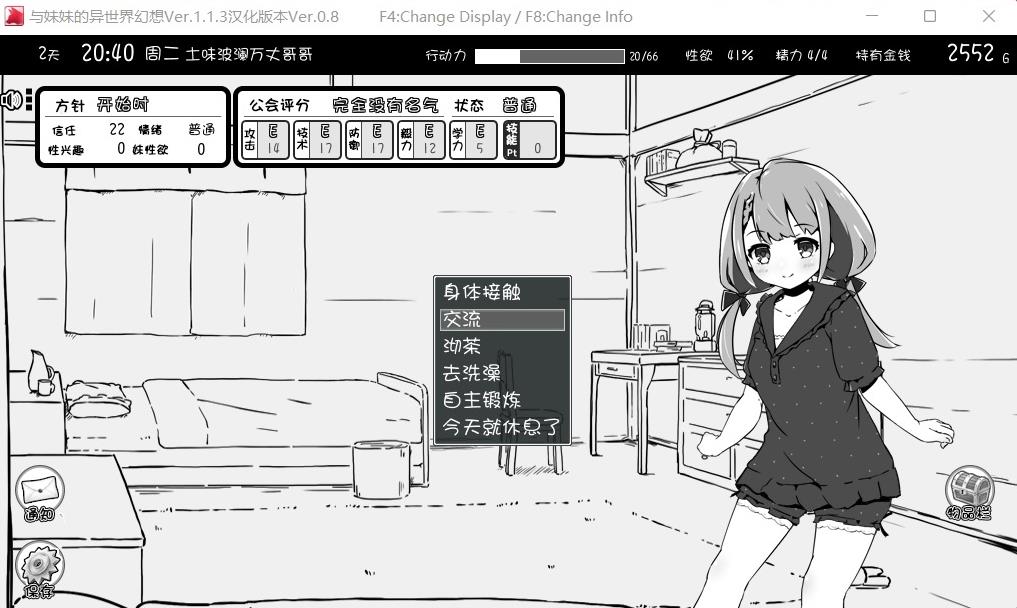 与妹妹的异世界幻想Ver.1.1.3汉化版本Ver.0.8 F4:Change Display / F8:Change Info
2天 20:40 周二 土味波澜万丈哥哥 行动力 20/66 性欲 41% 精力 4/4 持有金钱 2552 G
方针 开始时
信任 22 情绪 普通
性兴趣 0 妹性欲 0
公会评分 完全没有名气 状态 普通
攻击 E 14 技术 E 17 防御 E 17 毅力 E 12 学力 E 5 技能Pt 0
身体接触
交流
沏茶
去洗澡
自主锻炼
今天就休息了
通知
物品栏
保存